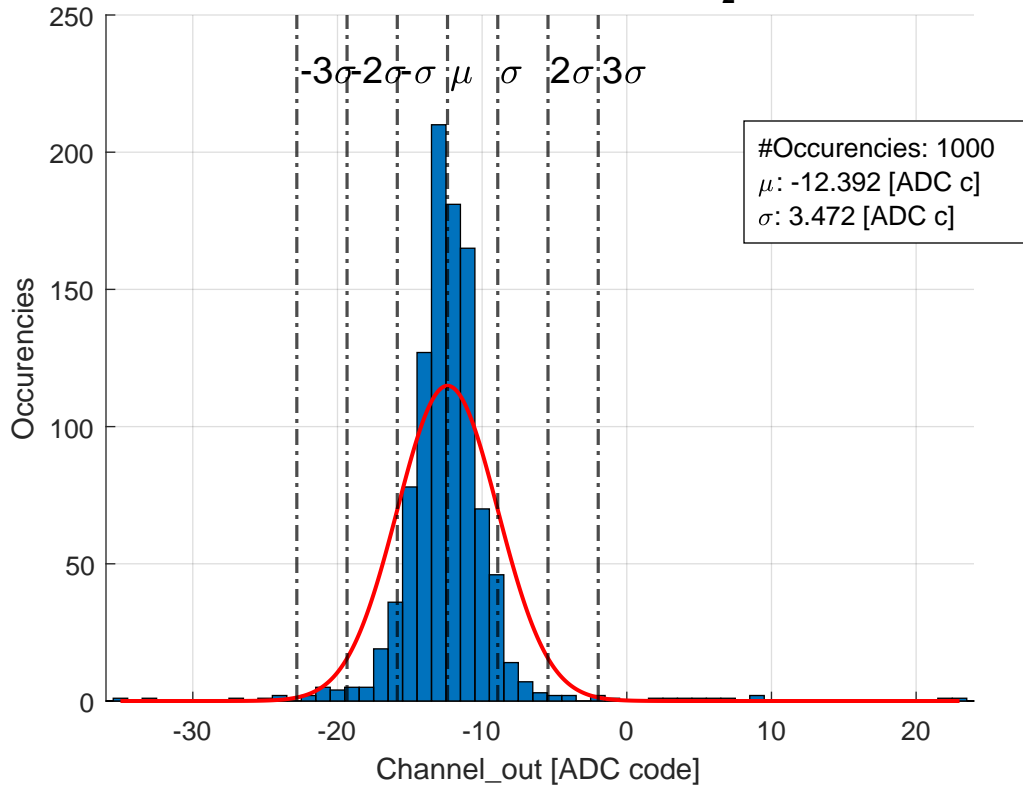 250
-3σ -2σ -σ μ σ 2σ 3σ
200
#Occurencies: 1000
μ: -12.392 [ADC c]
σ: 3.472 [ADC c]
150
Occurencies
100
50
0
-30 -20 -10 0 10 20
Channel_out [ADC code]